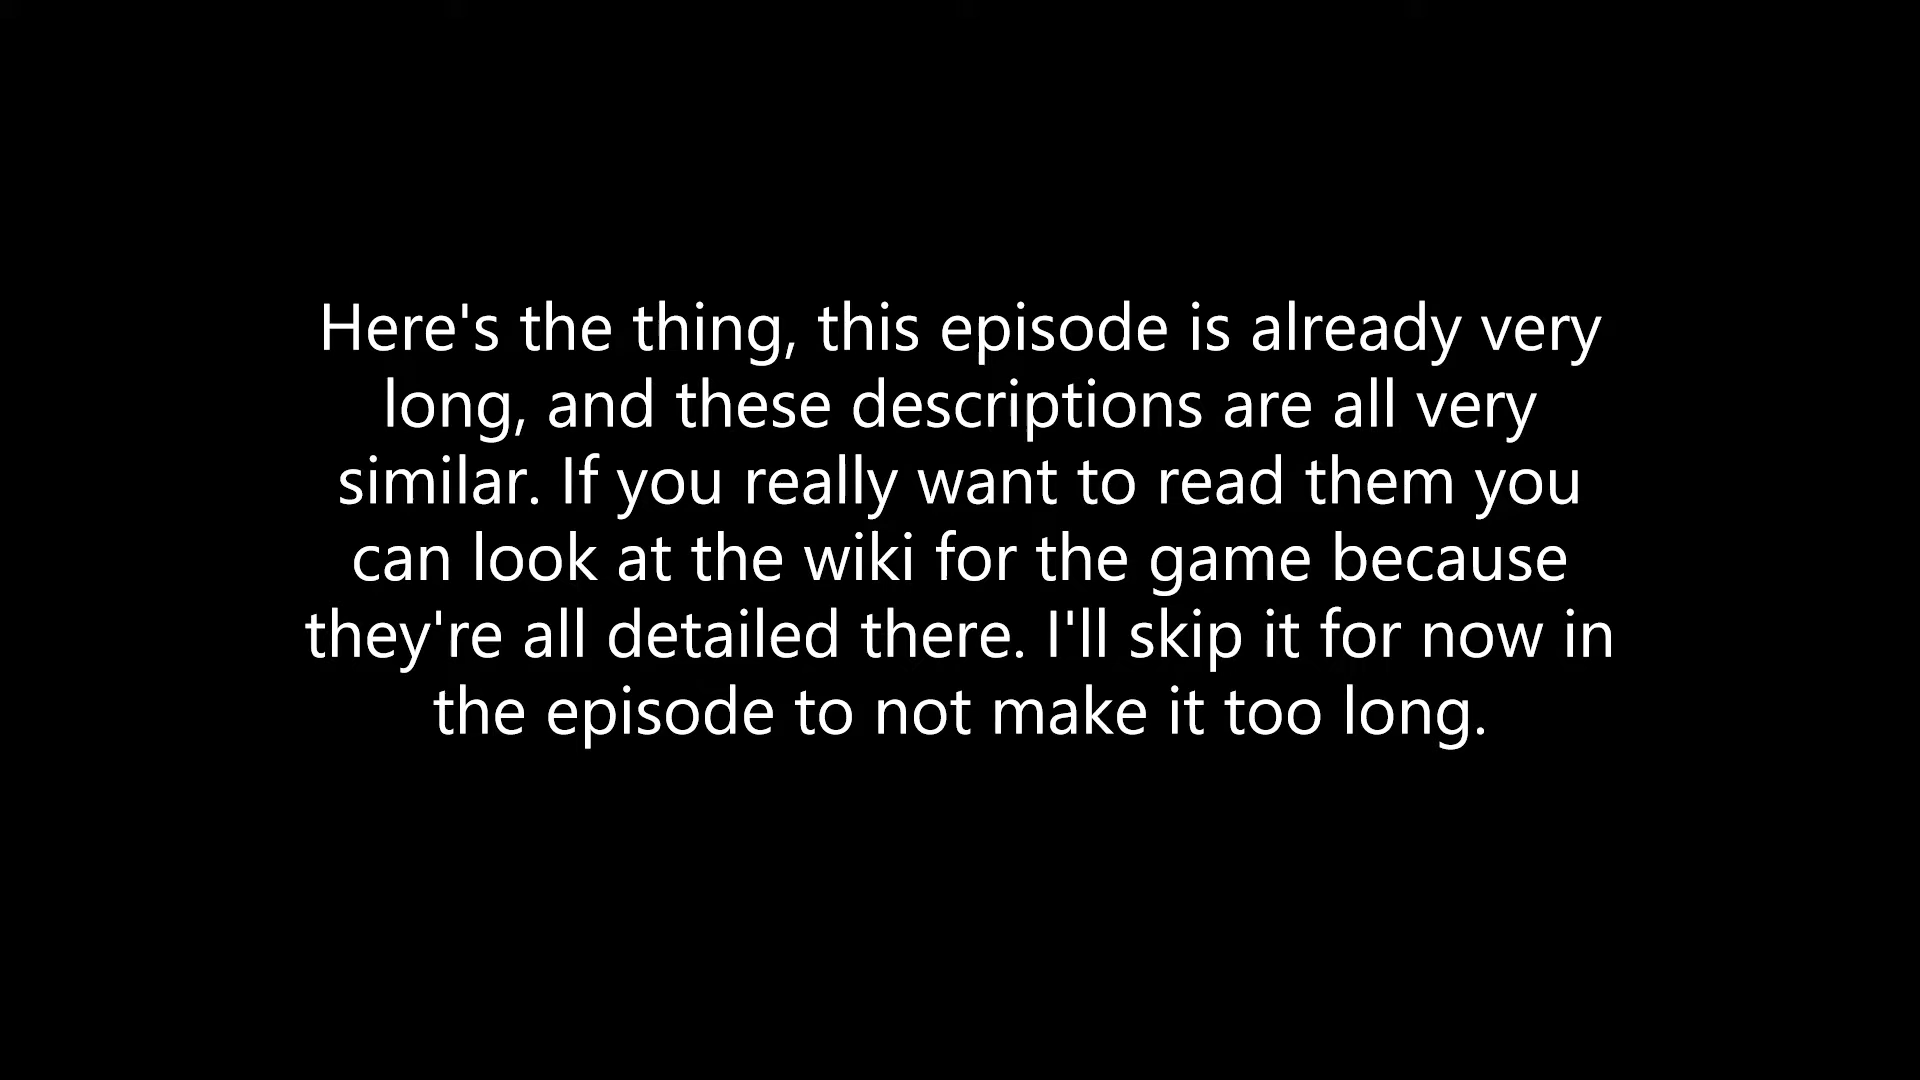 Here's the thing, this episode is already very
long, and these descriptions are all very
similar. If you really want to read them you
can look at the wiki for the game because
they're all detailed there. I'll skip it for now in
the episode to not make it too long.